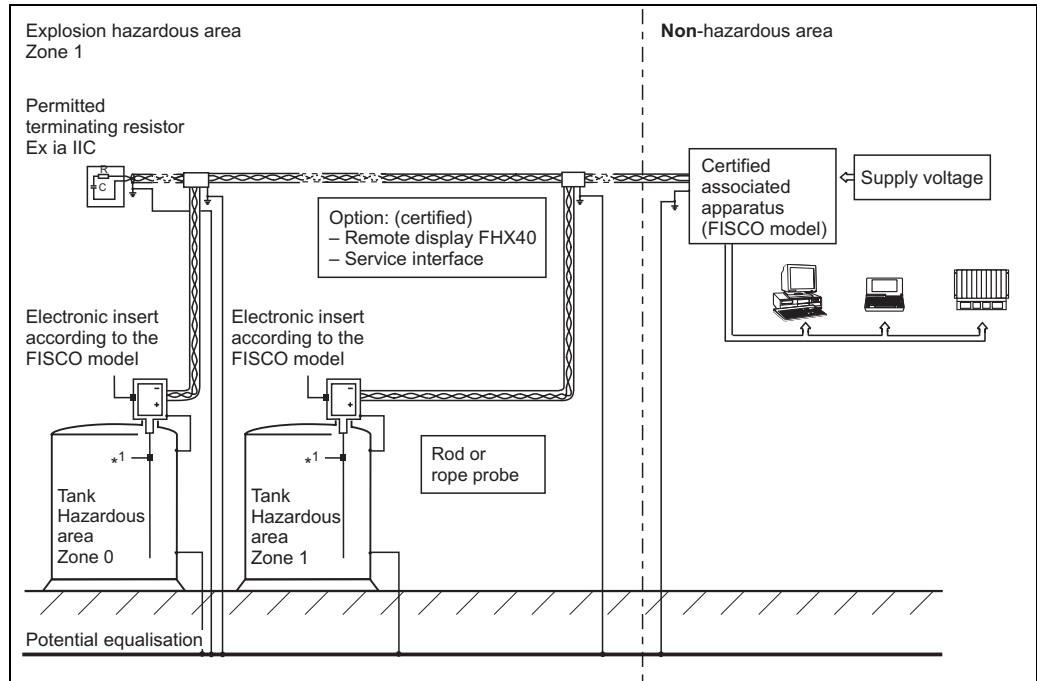 Explosion hazardous area
Zone 1
Non-hazardous area
Permitted
terminating resistor
Ex ia IIC
R
C
Certified
associated
apparatus
(FISCO model)
Supply voltage
Option: (certified)
– Remote display FHX40
– Service interface
Electronic insert
according to the
FISCO model
Electronic insert
according to the
FISCO model
– +
– +
*1
*1
Rod or
rope probe
Tank
Hazardous
area
Zone 0
Tank
Hazardous
area
Zone 1
Potential equalisation